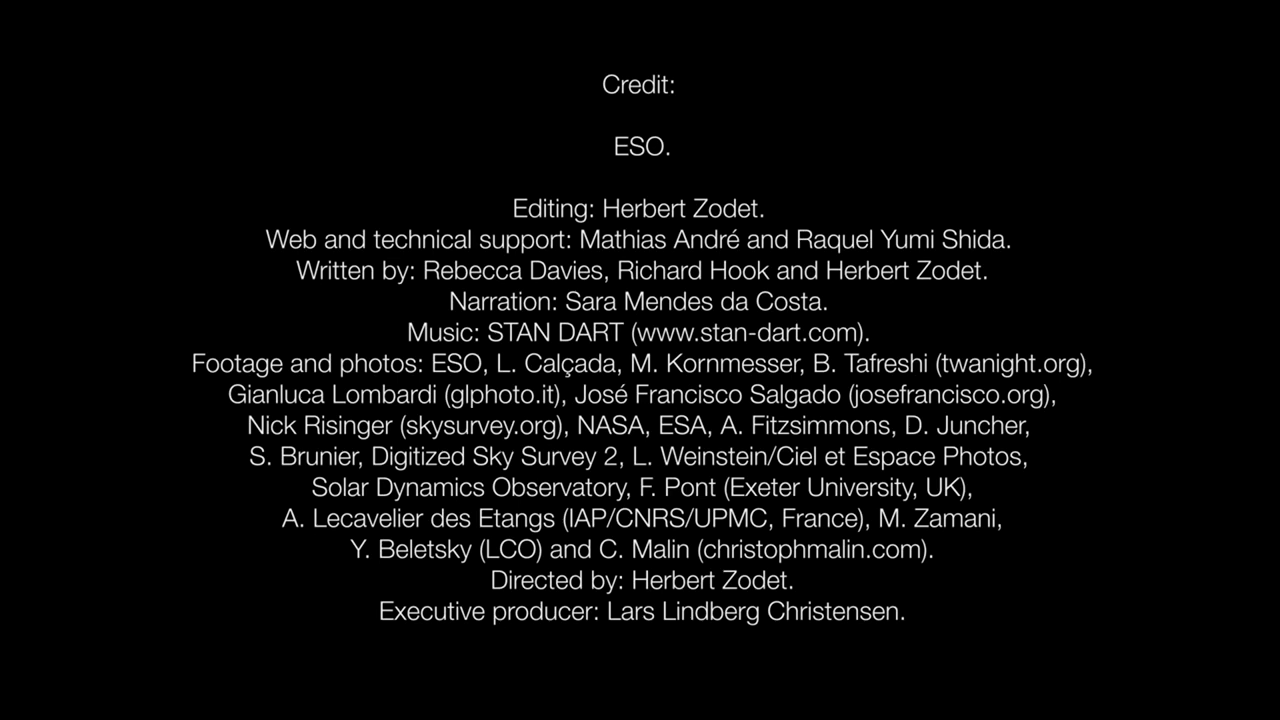 Credit:
ESO.
Editing: Herbert Zodet.
Web and technical support: Mathias André and Raquel Yumi Shida.
Written by: Rebecca Davies, Richard Hook and Herbert Zodet.
Narration: Sara Mendes da Costa.
Music: STAN DART (www.stan-dart.com).
Footage and photos: ESO, L. Calçada, M. Kornmesser, B. Tafreshi (twanight.org),
Gianluca Lombardi (glphoto.it), José Francisco Salgado (josefrancisco.org),
Nick Risinger (skysurvey.org), NASA, ESA, A. Fitzsimmons, D. Juncher,
S. Brunier, Digitized Sky Survey 2, L. Weinstein/Ciel et Espace Photos,
Solar Dynamics Observatory, F. Pont (Exeter University, UK),
A. Lecavelier des Etangs (IAP/CNRS/UPMC, France), M. Zamani,
Y. Beletsky (LCO) and C. Malin (christophmalin.com).
Directed by: Herbert Zodet.
Executive producer: Lars Lindberg Christensen.